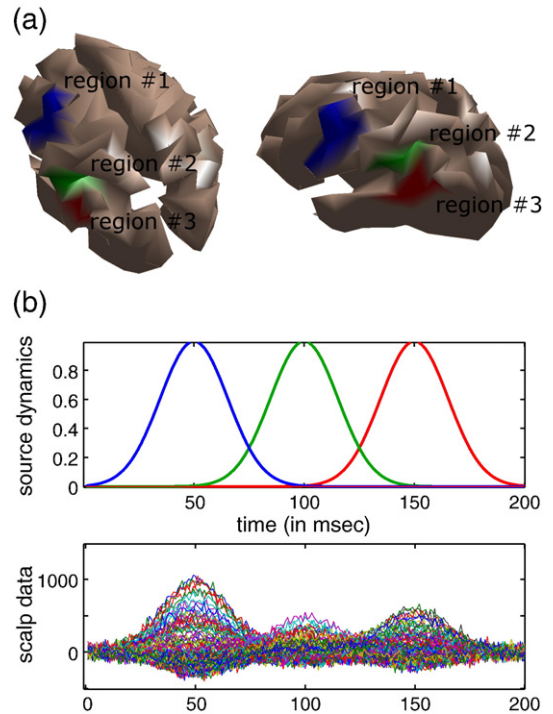 (a)
region #1
region #2
region #3
region #1
region #2
region #3
(b)
source dynamics
0.8
0.6
0.4
0.2
0
50
100
150
200
time (in msec)
scalp data
1000
0
0
50
100
150
200